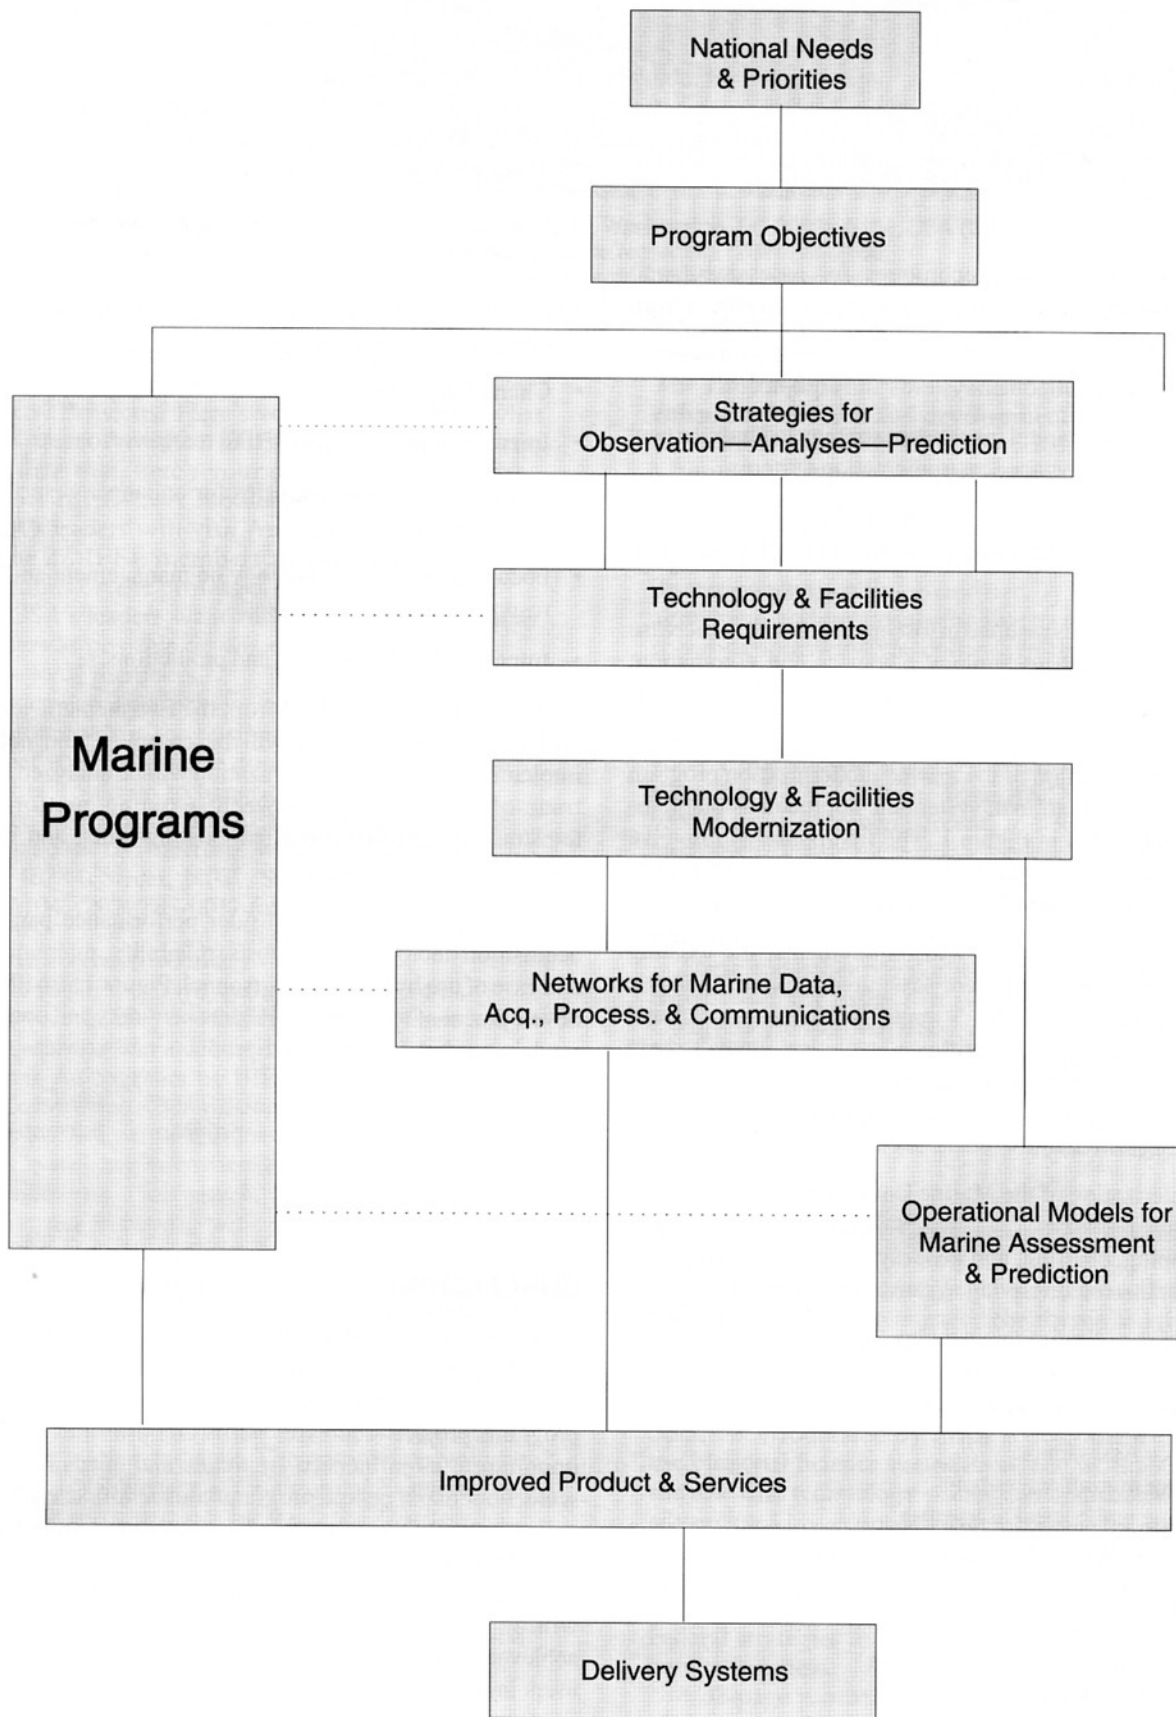 National Needs
& Priorities
Program Objectives
Strategies for
Observation—Analyses—Prediction
Technology & Facilities
Requirements
Marine
Programs
Technology & Facilities
Modernization
Networks for Marine Data,
Acq., Process. & Communications
Operational Models for
Marine Assessment
& Prediction
Improved Product & Services
Delivery Systems